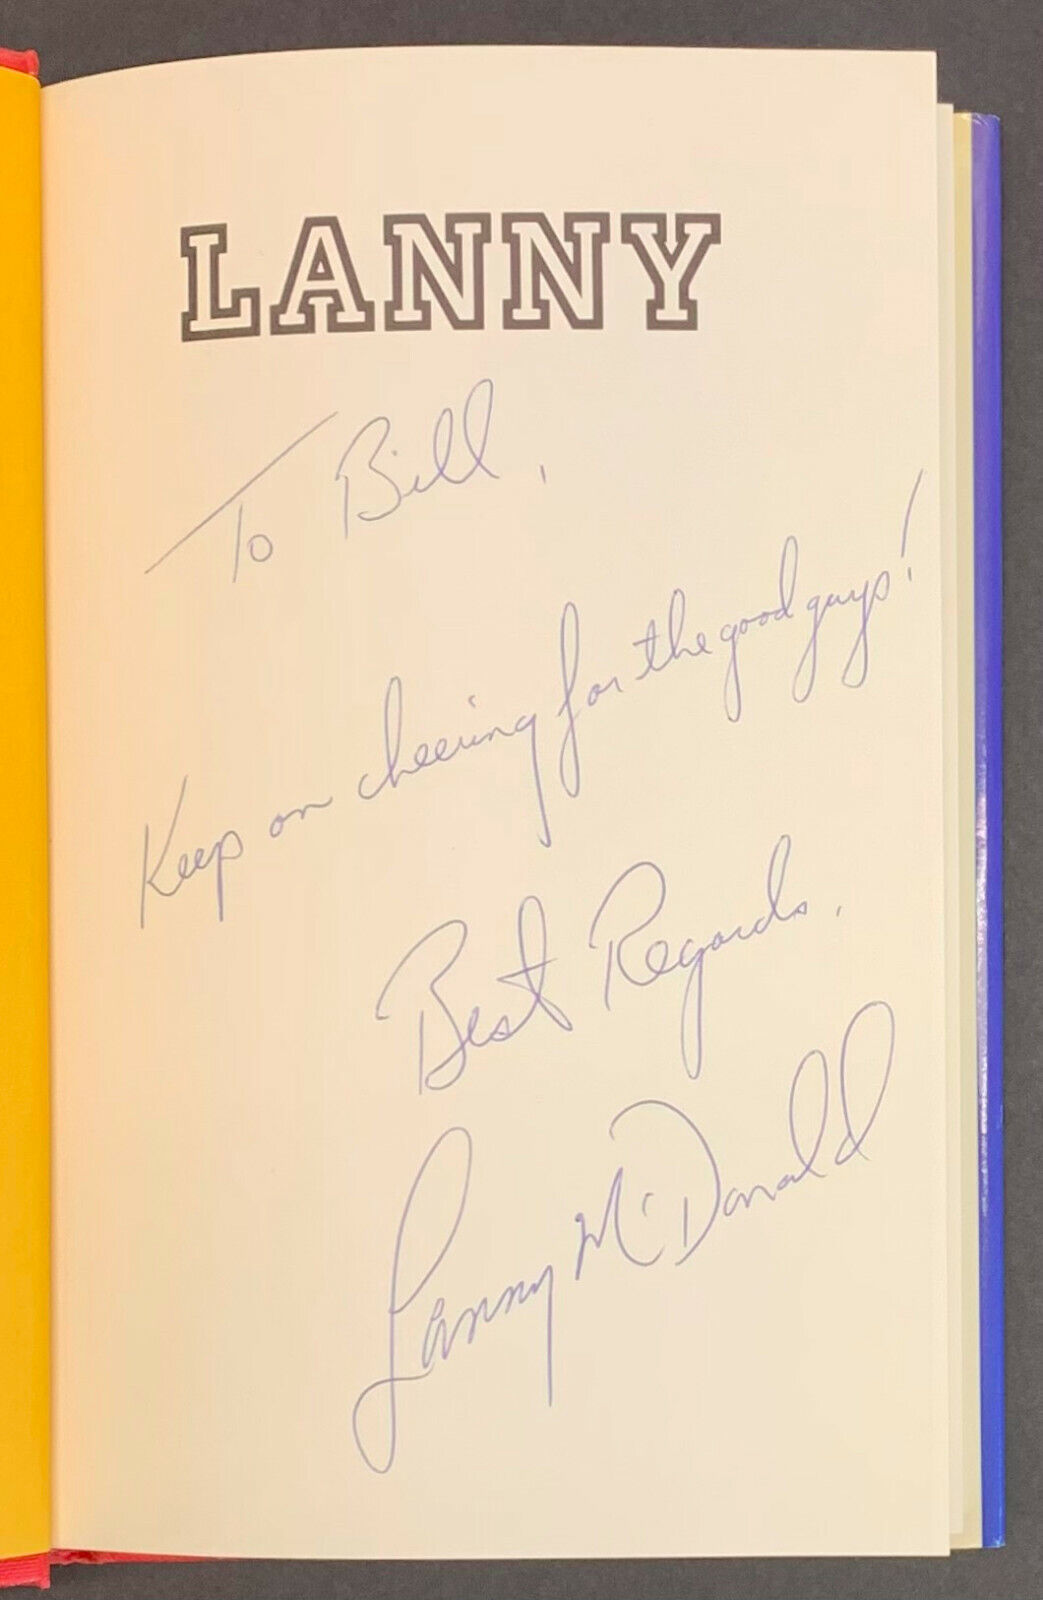 LANNY
To Bill,
Keep on cheering for the good guys!
Best Regards,
Lanny McDonald